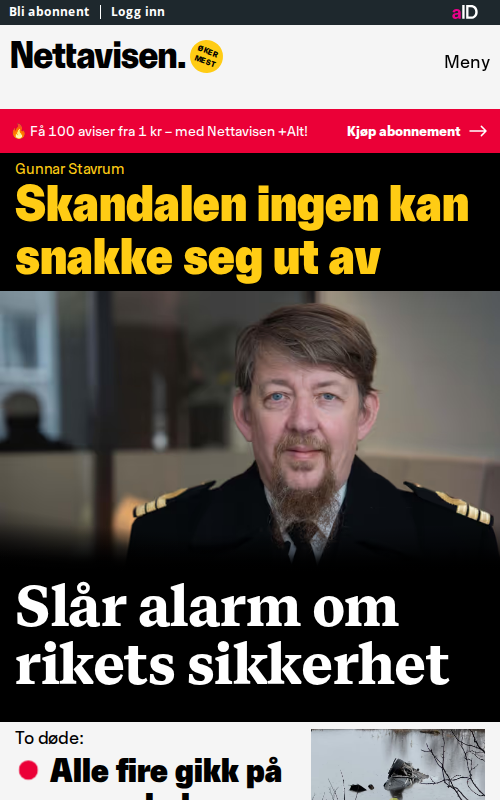 Bli abonnent | Logg inn
aID
Nettavisen.
ØKER
MEST
Meny
🔥 Få 100 aviser fra 1 kr – med Nettavisen +Alt!
Kjøp abonnement →
Gunnar Stavrum
Skandalen ingen kan
snakke seg ut av
Slår alarm om
rikets sikkerhet
To døde:
Alle fire gikk på